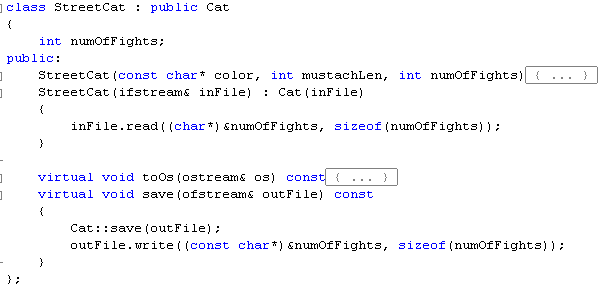 class StreetCat : public Cat
{
    int numOfFights;
public:
    StreetCat(const char* color, int mustachLen, int numOfFights){ ... }
    StreetCat(ifstream& inFile) : Cat(inFile)
    {
        inFile.read((char*)&numOfFights, sizeof(numOfFights));
    }

    virtual void toOs(ostream& os) const{ ... }
    virtual void save(ofstream& outFile) const
    {
        Cat::save(outFile);
        outFile.write((const char*)&numOfFights, sizeof(numOfFights));
    }
};